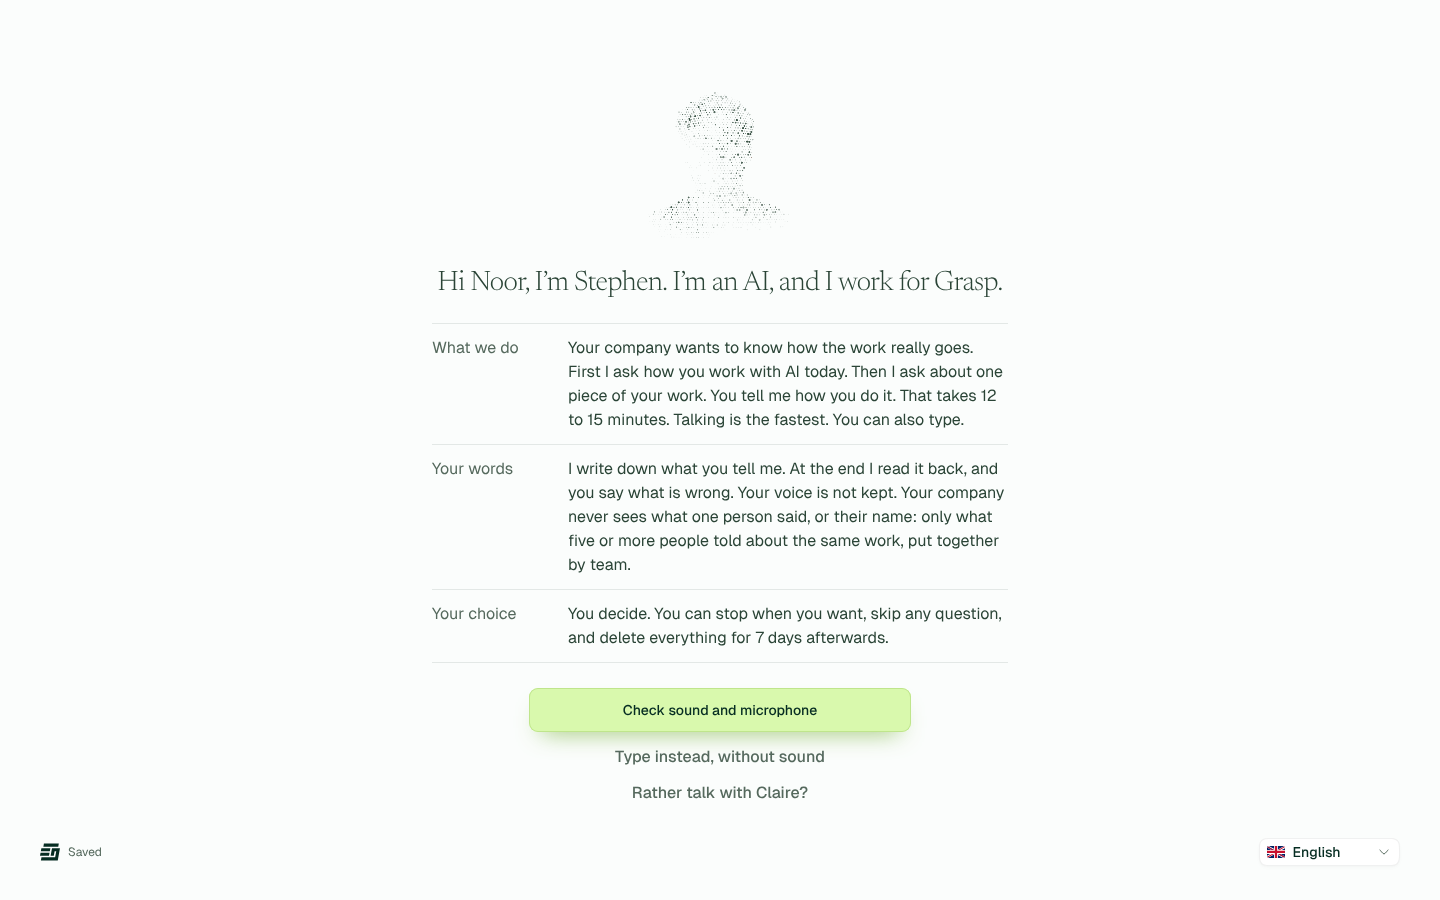 Hi Noor, I’m Stephen. I’m an AI, and I work for Grasp.
What we do
Your company wants to know how the work really goes.
First I ask how you work with AI today. Then I ask about one
piece of your work. You tell me how you do it. That takes 12
to 15 minutes. Talking is the fastest. You can also type.
Your words
I write down what you tell me. At the end I read it back, and
you say what is wrong. Your voice is not kept. Your company
never sees what one person said, or their name: only what
five or more people told about the same work, put together
by team.
Your choice
You decide. You can stop when you want, skip any question,
and delete everything for 7 days afterwards.
Check sound and microphone
Type instead, without sound
Rather talk with Claire?
Saved
English